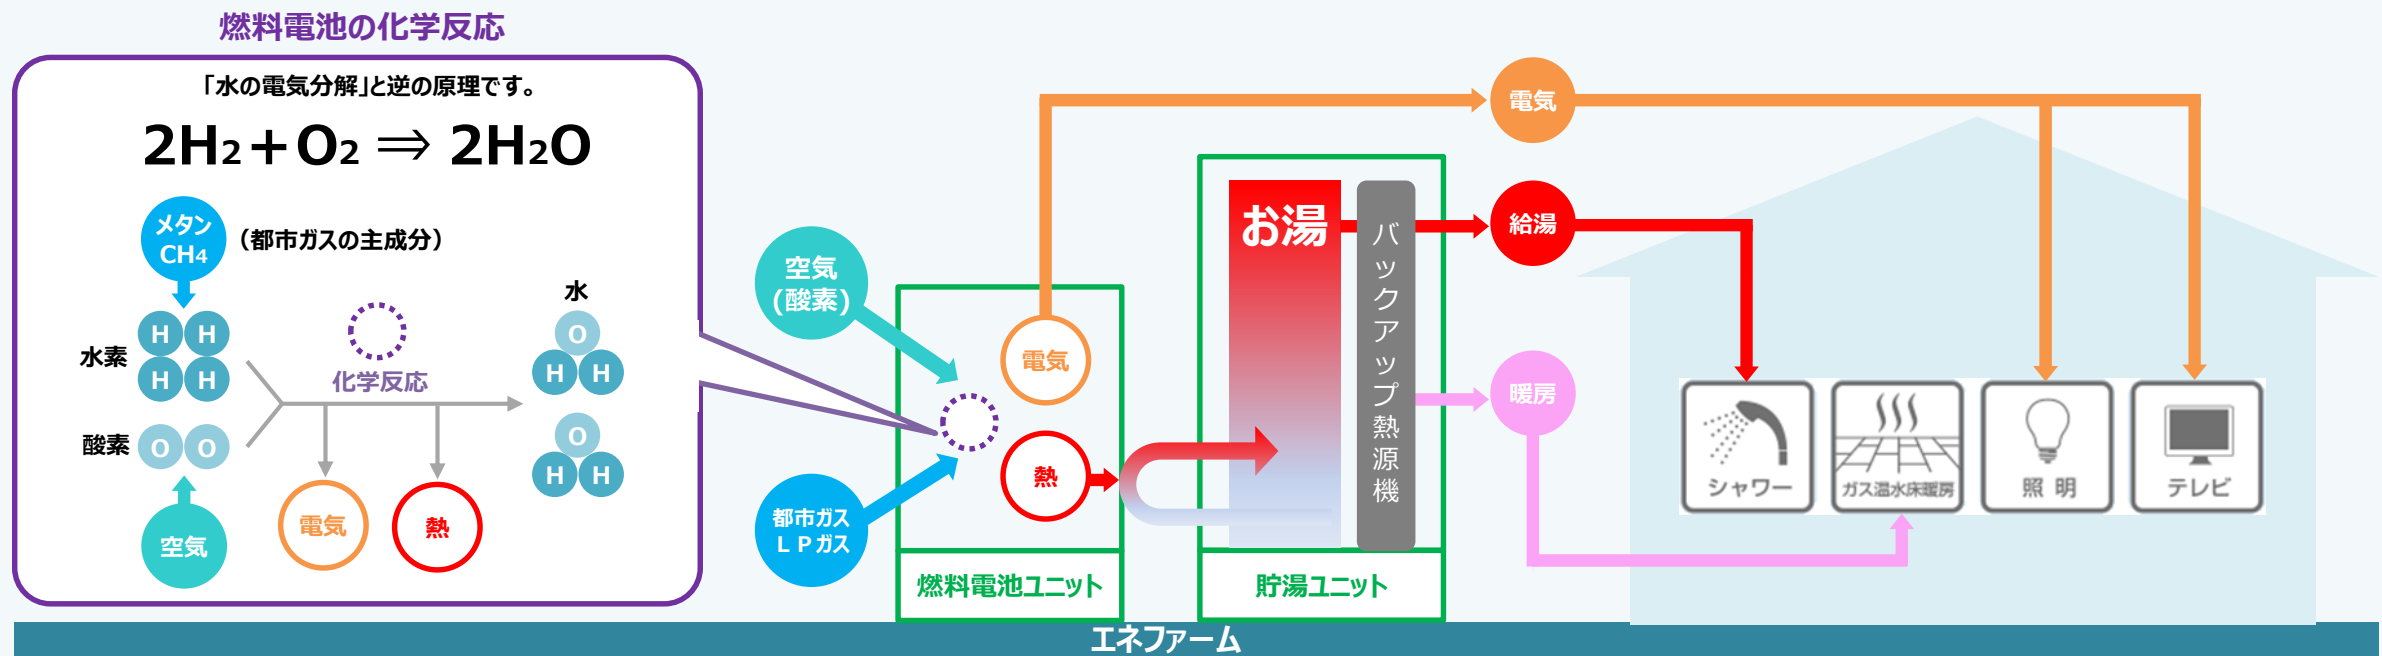 燃料電池の化学反応
「水の電気分解」と逆の原理です。
2H2+O2 ⇒ 2H2O
メタン
CH4
（都市ガスの主成分）
水素
H H
H H
酸素
O O
空気
化学反応
電気
熱
水
O
H H
O
H H
空気
(酸素)
都市ガス
ＬＰガス
電気
熱
燃料電池ユニット
お湯
バックアップ熱源機
貯湯ユニット
電気
給湯
暖房
シャワー
ガス温水床暖房
照 明
テレビ
エネファーム